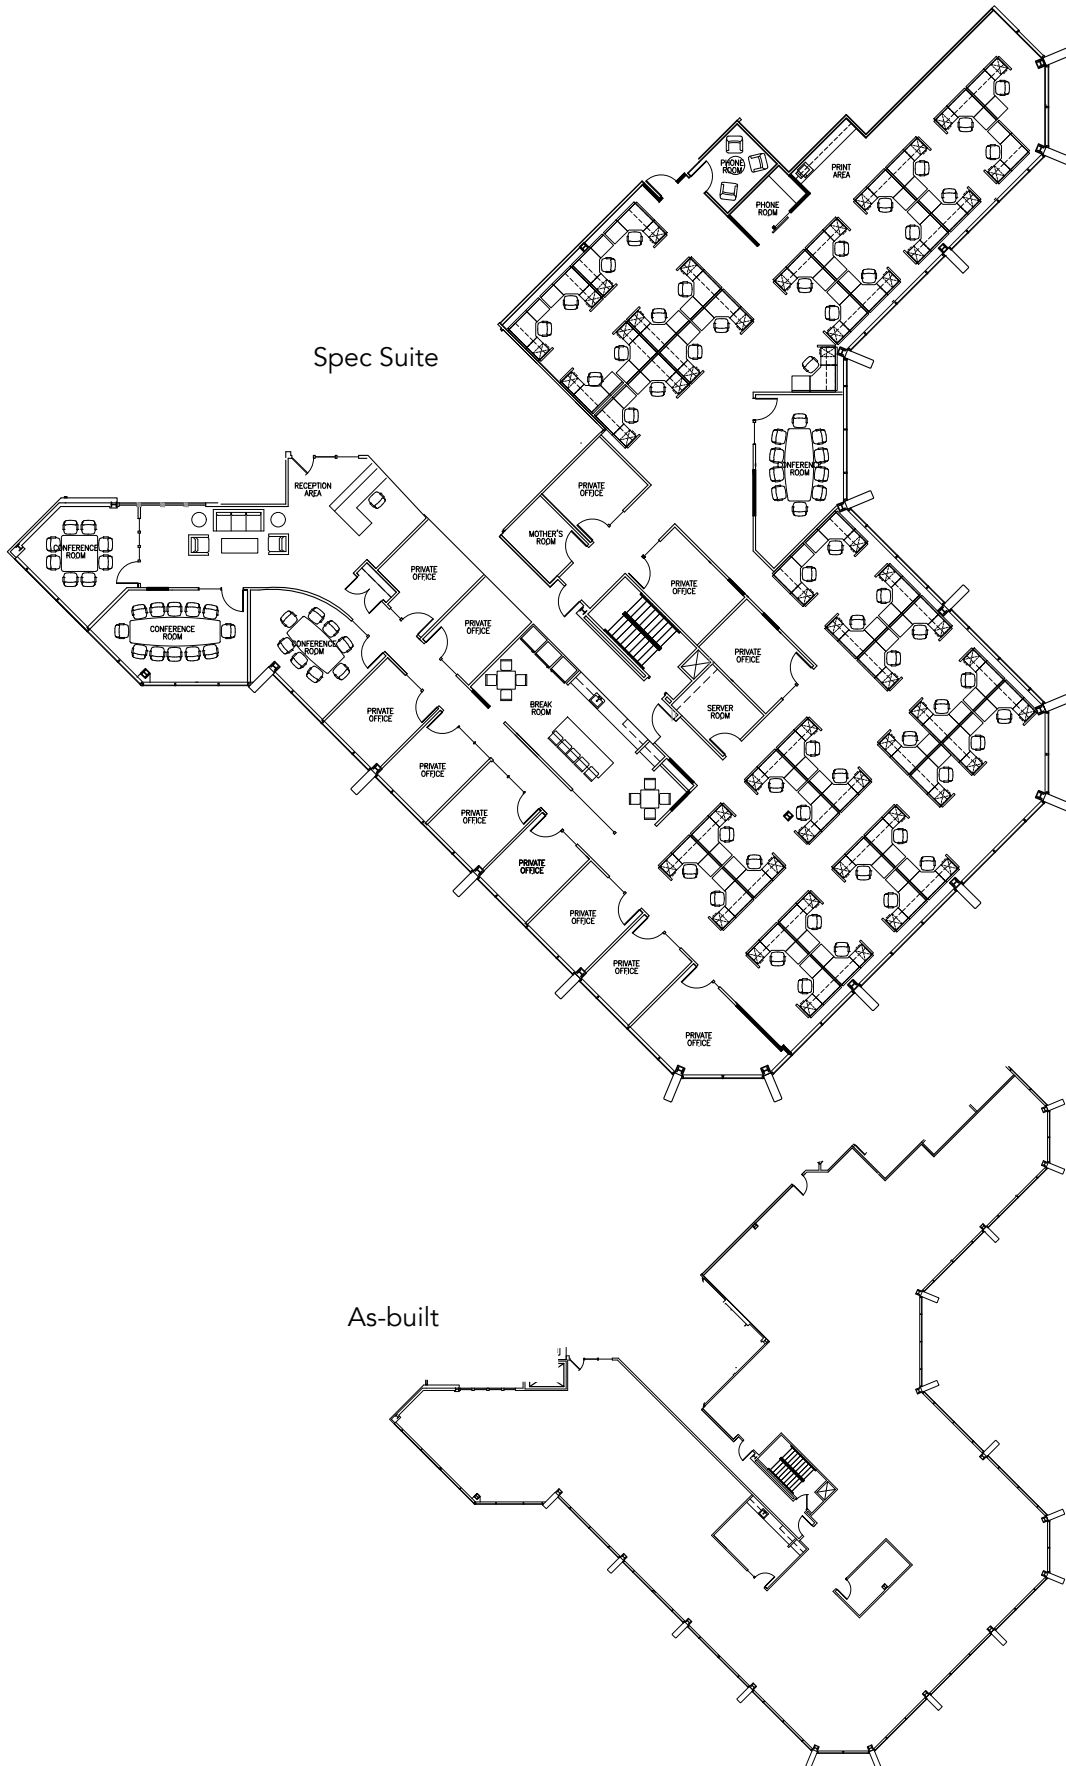 PHONE
ROOM
PRINT
AREA
PHONE
ROOM
Spec Suite
CONFERENCE
ROOM
RECEPTION
AREA
PRIVATE
OFFICE
MOTHER'S
ROOM
CONFERENCE
ROOM
PRIVATE
OFFICE
PRIVATE
OFFICE
CONFERENCE
ROOM
PRIVATE
OFFICE
CONFERENCE
ROOM
PRIVATE
OFFICE
PRIVATE
OFFICE
BREAK
ROOM
SERVER
ROOM
PRIVATE
OFFICE
PRIVATE
OFFICE
PRIVATE
OFFICE
PRIVATE
OFFICE
PRIVATE
OFFICE
PRIVATE
OFFICE
As-built